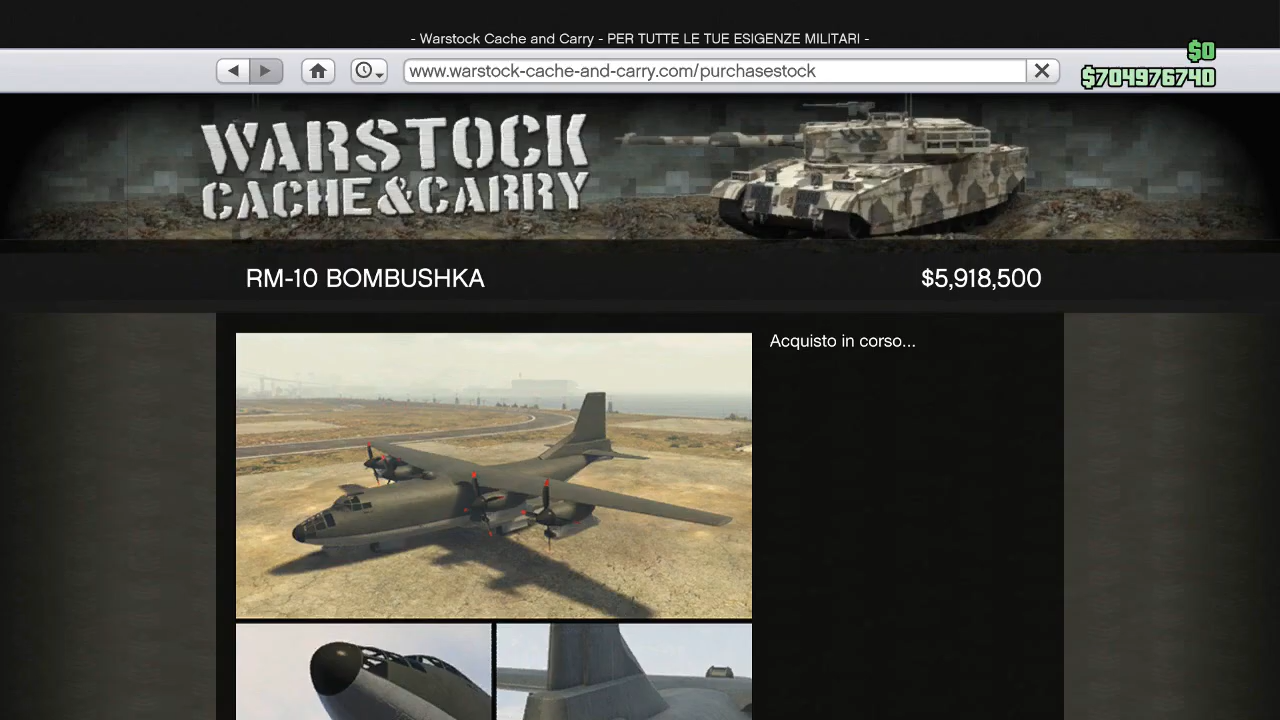 - Warstock Cache and Carry - PER TUTTE LE TUE ESIGENZE MILITARI -
$0
www.warstock-cache-and-carry.com/purchasestock
$704976740
WARSTOCK
CACHE&CARRY
RM-10 BOMBUSHKA
$5,918,500
Acquisto in corso...